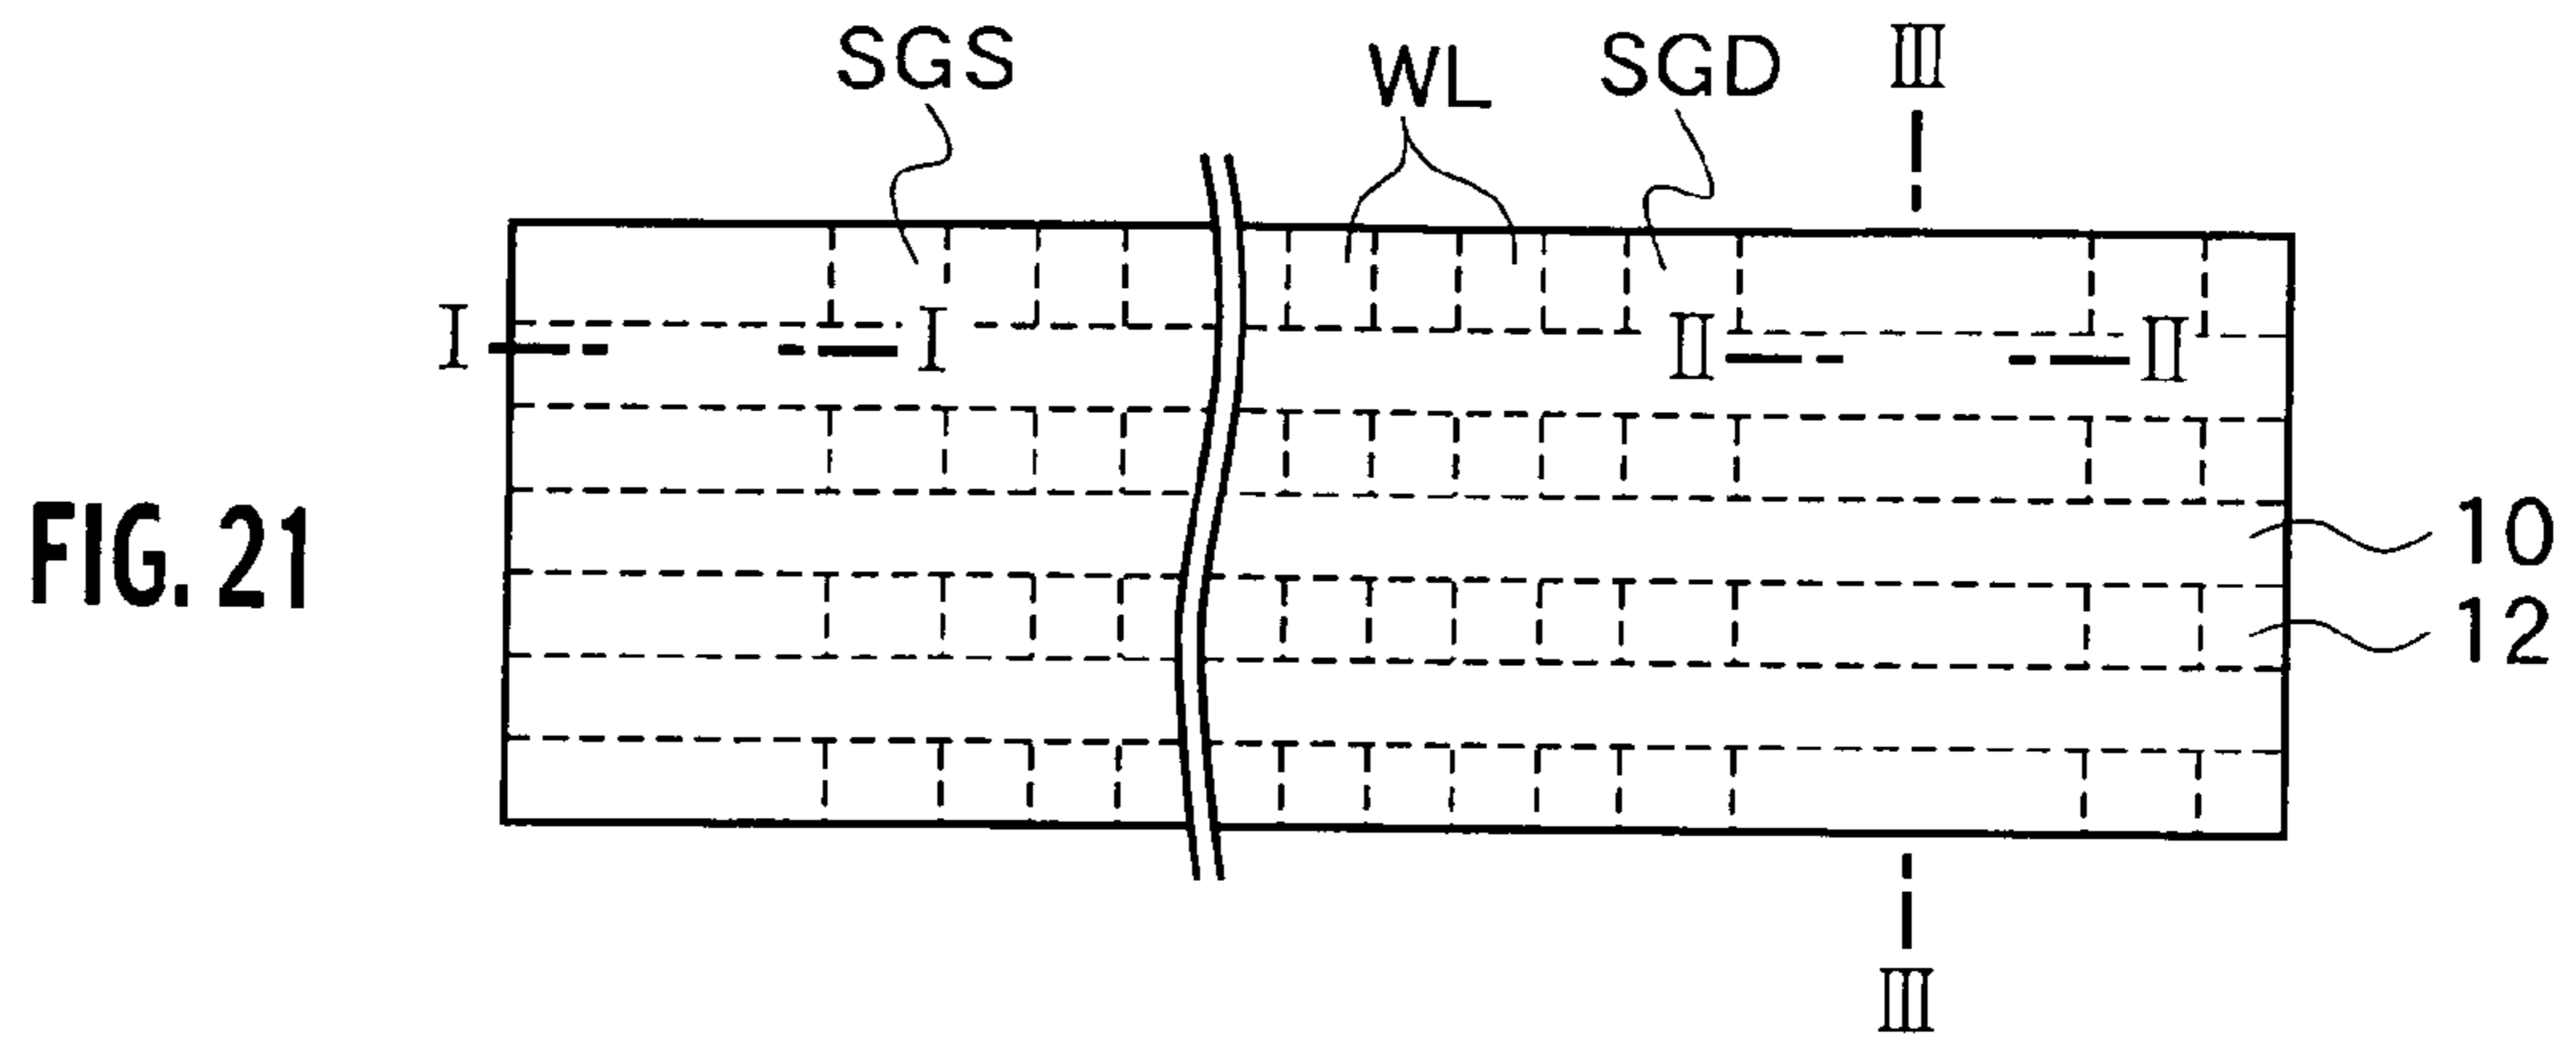 SGS WL SGD Ⅲ
Ⅰ Ⅰ Ⅱ Ⅱ
FIG. 21
10
12
Ⅲ